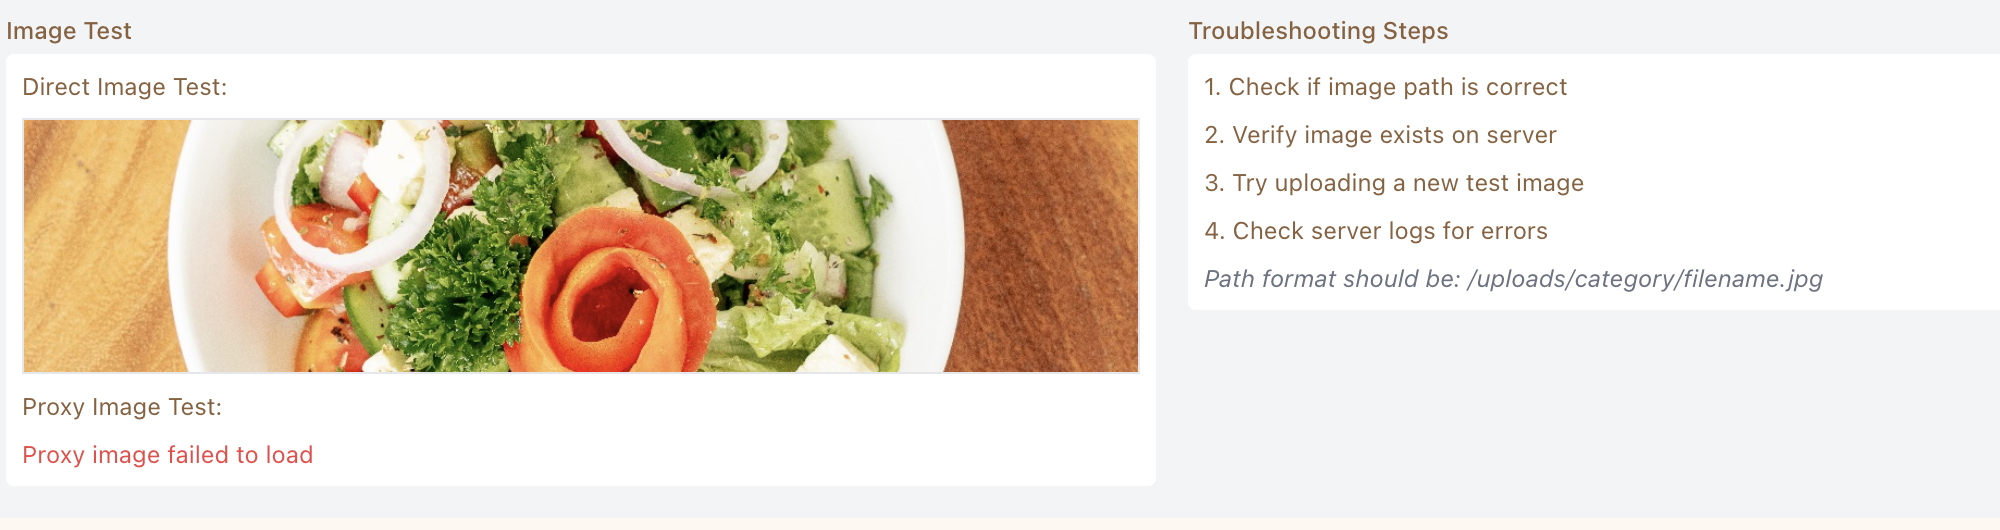 Image Test
Direct Image Test:
Proxy Image Test:
Proxy image failed to load
Troubleshooting Steps
1. Check if image path is correct
2. Verify image exists on server
3. Try uploading a new test image
4. Check server logs for errors
Path format should be: /uploads/category/filename.jpg